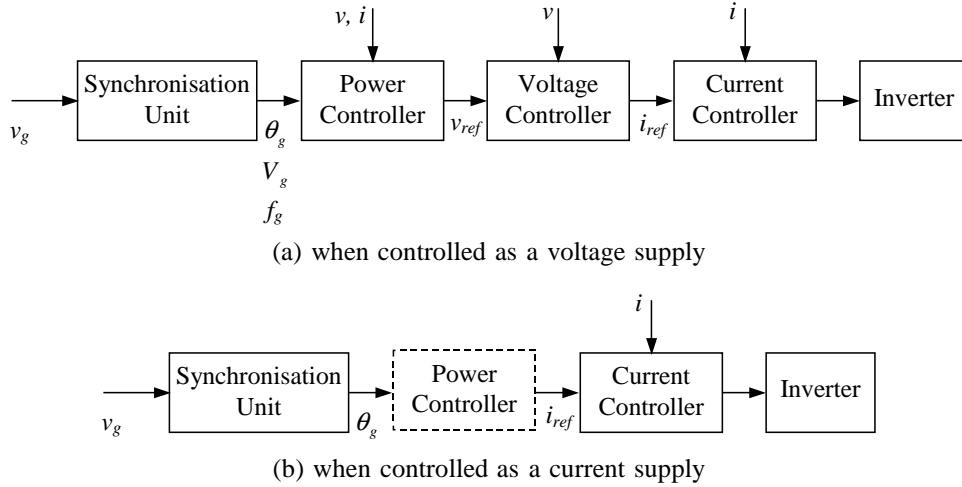 v, i
v
i
Synchronisation
Unit
Power
Controller
Voltage
Controller
Current
Controller
Inverter
v_g
θ_g
V_g
f_g
v_ref
i_ref
(a) when controlled as a voltage supply
i
Synchronisation
Unit
Power
Controller
Current
Controller
Inverter
v_g
θ_g
i_ref
(b) when controlled as a current supply